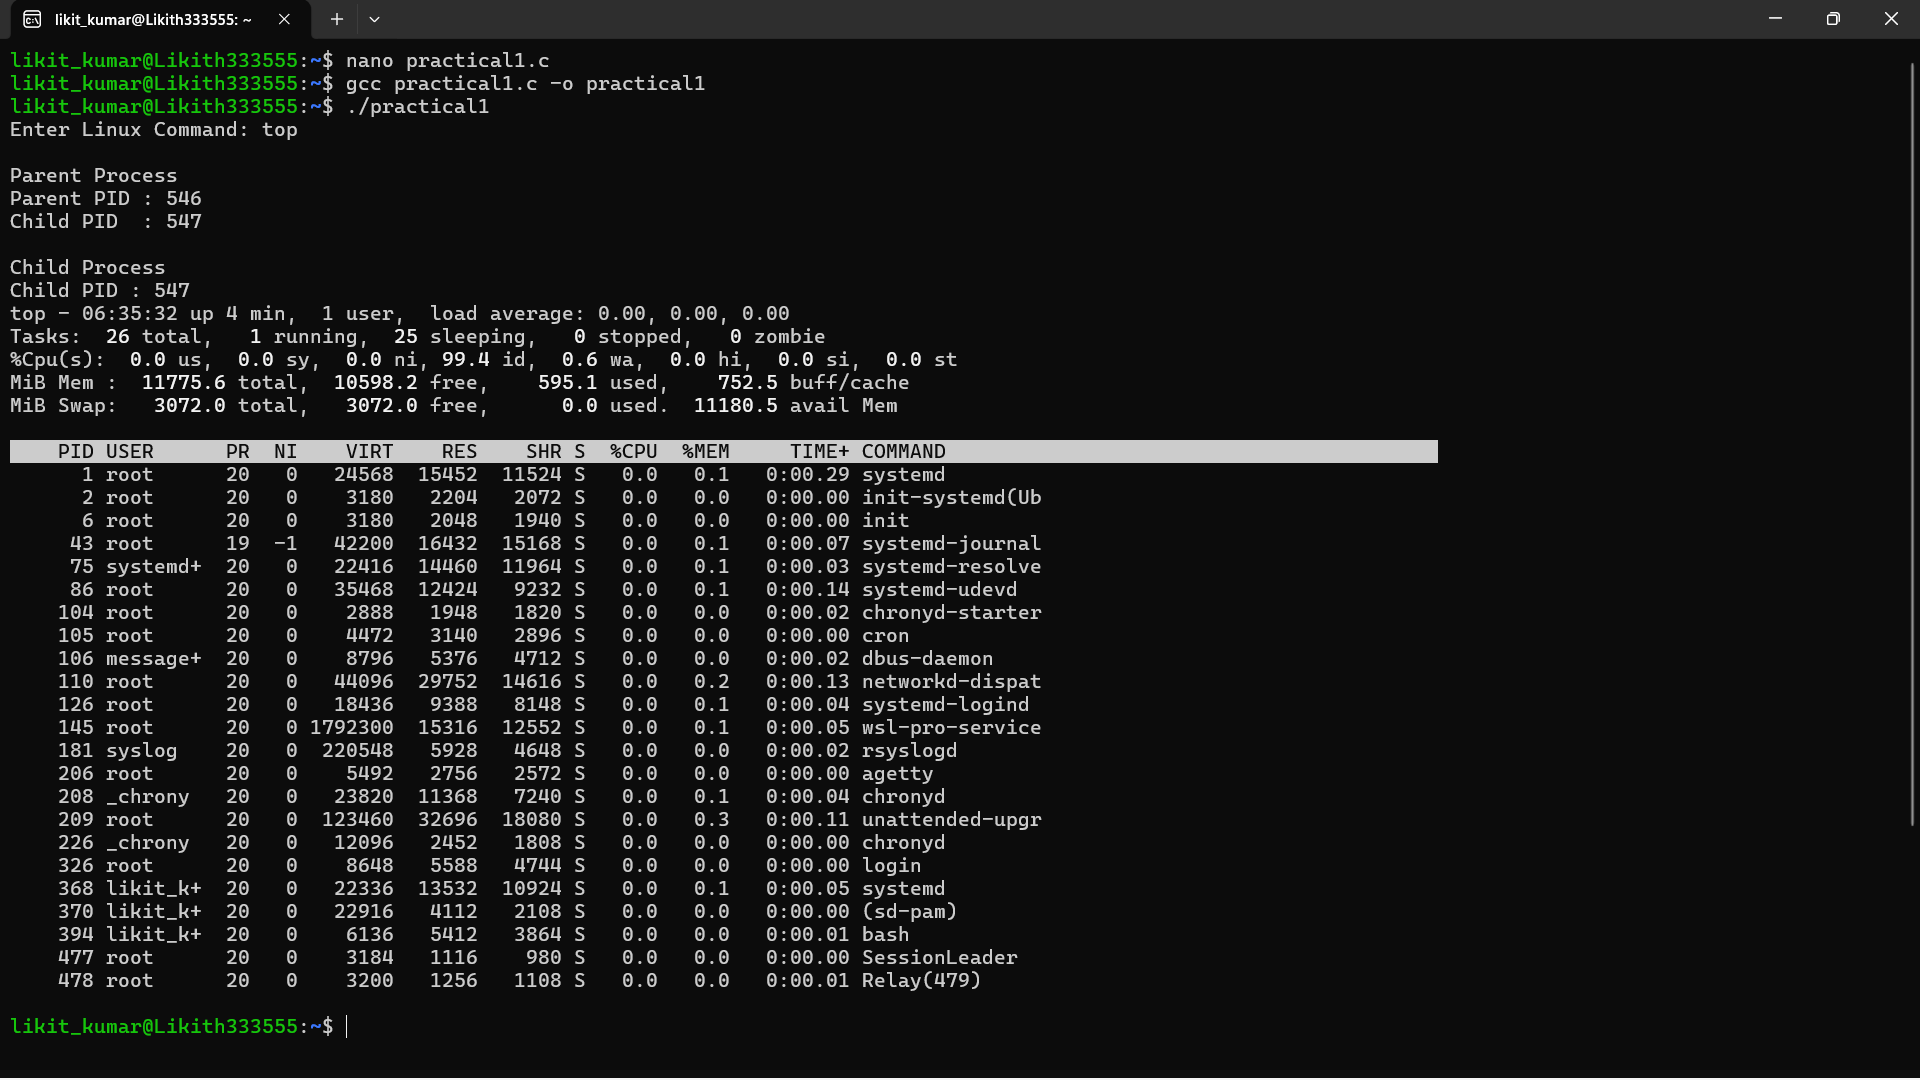 likit_kumar@Likith333555: ~
likit_kumar@Likith333555:~$ nano practical1.c
likit_kumar@Likith333555:~$ gcc practical1.c -o practical1
likit_kumar@Likith333555:~$ ./practical1
Enter Linux Command: top

Parent Process
Parent PID : 546
Child PID  : 547

Child Process
Child PID : 547
top - 06:35:32 up 4 min,  1 user,  load average: 0.00, 0.00, 0.00
Tasks:  26 total,   1 running,  25 sleeping,   0 stopped,   0 zombie
%Cpu(s):  0.0 us,  0.0 sy,  0.0 ni, 99.4 id,  0.6 wa,  0.0 hi,  0.0 si,  0.0 st
MiB Mem :  11775.6 total,  10598.2 free,    595.1 used,    752.5 buff/cache
MiB Swap:   3072.0 total,   3072.0 free,      0.0 used.  11180.5 avail Mem

    PID USER      PR  NI    VIRT    RES    SHR S  %CPU  %MEM     TIME+ COMMAND
      1 root      20   0   24568  15452  11524 S   0.0   0.1   0:00.29 systemd
      2 root      20   0    3180   2204   2072 S   0.0   0.0   0:00.00 init-systemd(Ub
      6 root      20   0    3180   2048   1940 S   0.0   0.0   0:00.00 init
     43 root      19  -1   42200  16432  15168 S   0.0   0.1   0:00.07 systemd-journal
     75 systemd+  20   0   22416  14460  11964 S   0.0   0.1   0:00.03 systemd-resolve
     86 root      20   0   35468  12424   9232 S   0.0   0.1   0:00.14 systemd-udevd
    104 root      20   0    2888   1948   1820 S   0.0   0.0   0:00.02 chronyd-starter
    105 root      20   0    4472   3140   2896 S   0.0   0.0   0:00.00 cron
    106 message+  20   0    8796   5376   4712 S   0.0   0.0   0:00.02 dbus-daemon
    110 root      20   0   44096  29752  14616 S   0.0   0.2   0:00.13 networkd-dispat
    126 root      20   0   18436   9388   8148 S   0.0   0.1   0:00.04 systemd-logind
    145 root      20   0 1792300  15316  12552 S   0.0   0.1   0:00.05 wsl-pro-service
    181 syslog    20   0  220548   5928   4648 S   0.0   0.0   0:00.02 rsyslogd
    206 root      20   0    5492   2756   2572 S   0.0   0.0   0:00.00 agetty
    208 _chrony   20   0   23820  11368   7240 S   0.0   0.1   0:00.04 chronyd
    209 root      20   0  123460  32696  18080 S   0.0   0.3   0:00.11 unattended-upgr
    226 _chrony   20   0   12096   2452   1808 S   0.0   0.0   0:00.00 chronyd
    326 root      20   0    8648   5588   4744 S   0.0   0.0   0:00.00 login
    368 likit_k+  20   0   22336  13532  10924 S   0.0   0.1   0:00.05 systemd
    370 likit_k+  20   0   22916   4112   2108 S   0.0   0.0   0:00.00 (sd-pam)
    394 likit_k+  20   0    6136   5412   3864 S   0.0   0.0   0:00.01 bash
    477 root      20   0    3184   1116    980 S   0.0   0.0   0:00.00 SessionLeader
    478 root      20   0    3200   1256   1108 S   0.0   0.0   0:00.01 Relay(479)

likit_kumar@Likith333555:~$